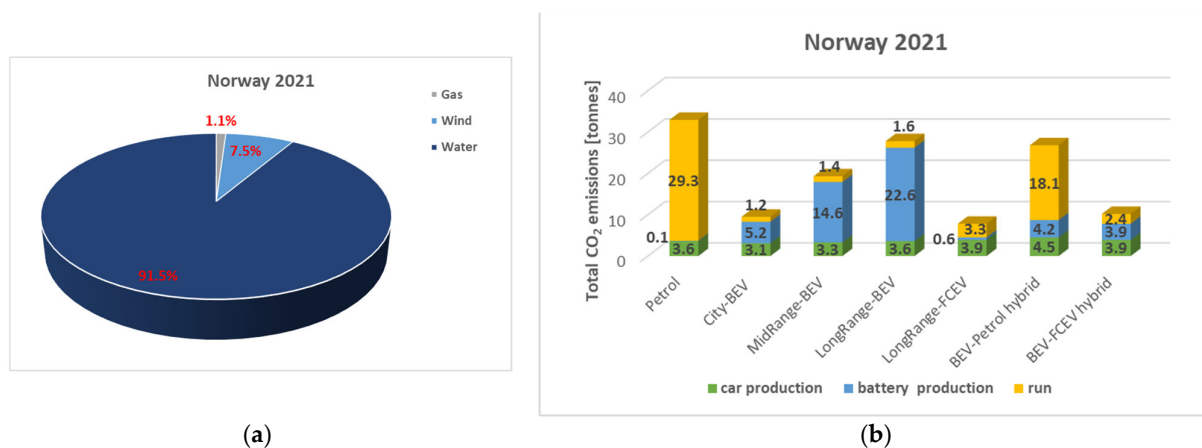 Norway 2021
Gas
Wind
Water
1.1%
7.5%
91.5%
(a)
Norway 2021
Total CO₂ emissions [tonnes]
40
30
20
10
0
29.3
0.1
3.6
1.2
5.2
3.1
1.4
14.6
3.3
1.6
22.6
3.6
3.3
0.6
3.9
18.1
4.2
4.5
2.4
3.9
3.9
Petrol
City-BEV
MidRange-BEV
LongRange-BEV
LongRange-FCEV
BEV-Petrol hybrid
BEV-FCEV hybrid
car production
battery production
run
(b)